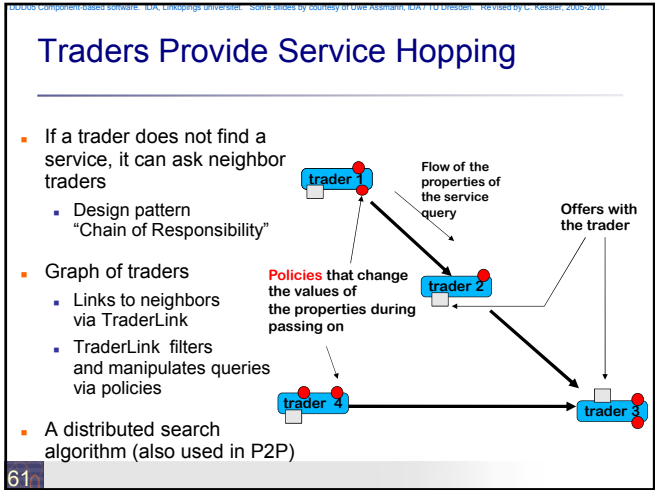 DDD05 Component-based software. IDA, Linköpings universitet. Some slides by courtesy of Uwe Assmann, IDA / TU Dresden. Revised by C. Kessler, 2005-2010..
Traders Provide Service Hopping
If a trader does not find a
service, it can ask neighbor
traders
Design pattern
“Chain of Responsibility”
Graph of traders
Links to neighbors
via TraderLink
TraderLink filters
and manipulates queries
via policies
A distributed search
algorithm (also used in P2P)
trader 1
Flow of the
properties of
the service
query
Offers with
the trader
Policies that change
the values of
the properties during
passing on
trader 2
trader 4
trader 3
61